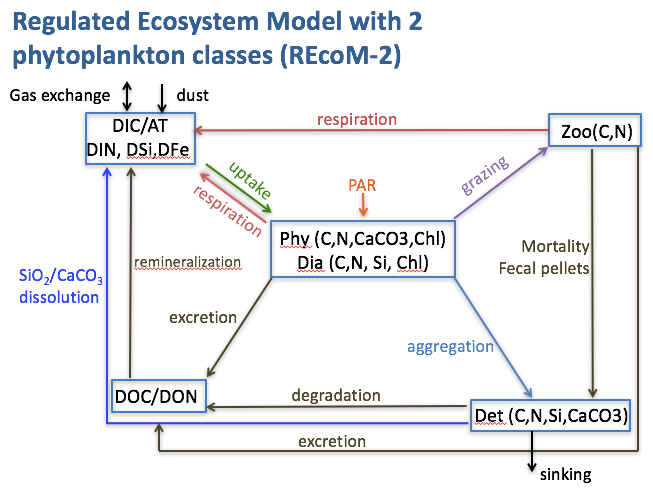 Regulated Ecosystem Model with 2
phytoplankton classes (REcoM-2)
Gas exchange
dust
DIC/AT
DIN, DSi,DFe
respiration
Zoo(C,N)
uptake
respiration
PAR
grazing
Phy (C,N,CaCO3,Chl)
Dia (C,N, Si, Chl)
Mortality
Fecal pellets
remineralization
SiO₂/CaCO₃
dissolution
excretion
aggregation
DOC/DON
degradation
Det (C,N,Si,CaCO3)
excretion
sinking